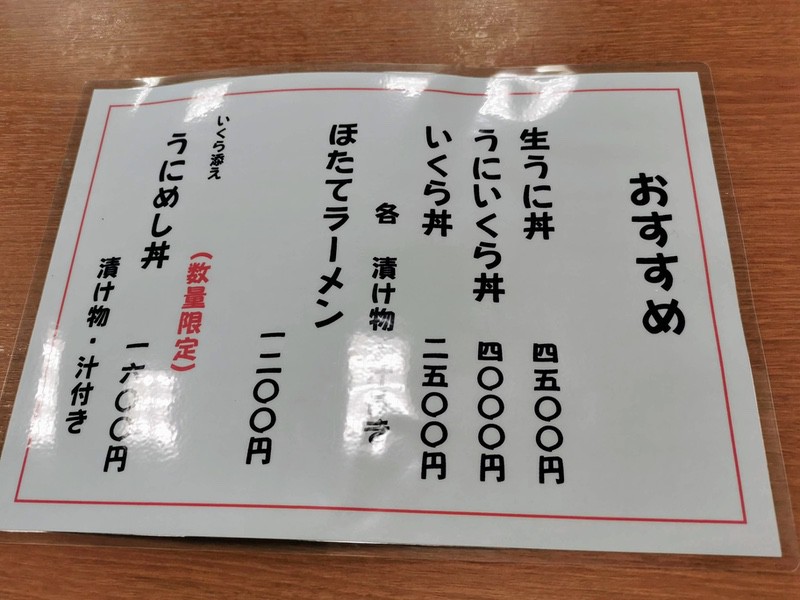 おすすめ
生うに丼 四五〇〇円
うにいくら丼 四〇〇〇円
いくら丼 二五〇〇円
各 漬け物・汁付き
ほたてラーメン
一二〇〇円
いくら添え
(数量限定)
うにめし丼 一六〇〇円
漬け物・汁付き